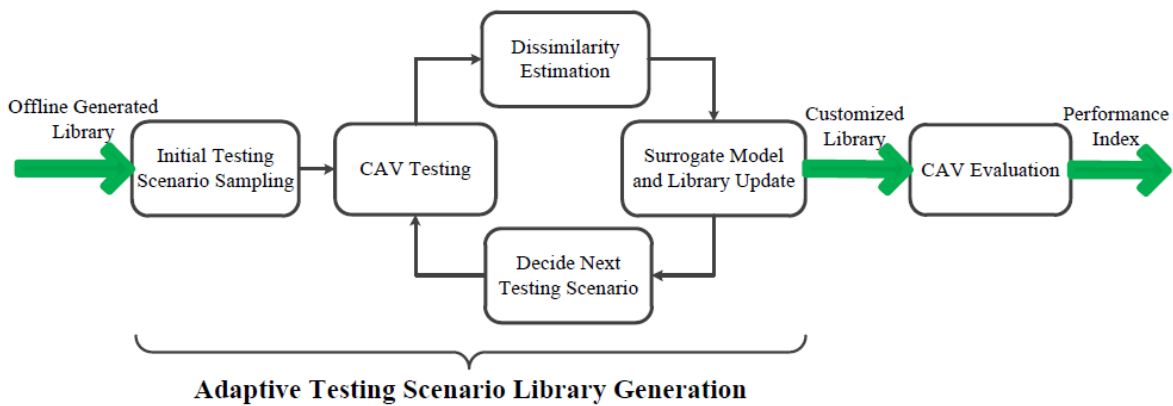 Offline Generated
Library
Initial Testing
Scenario Sampling
CAV Testing
Dissimilarity
Estimation
Surrogate Model
and Library Update
Decide Next
Testing Scenario
Customized
Library
CAV Evaluation
Performance
Index
Adaptive Testing Scenario Library Generation